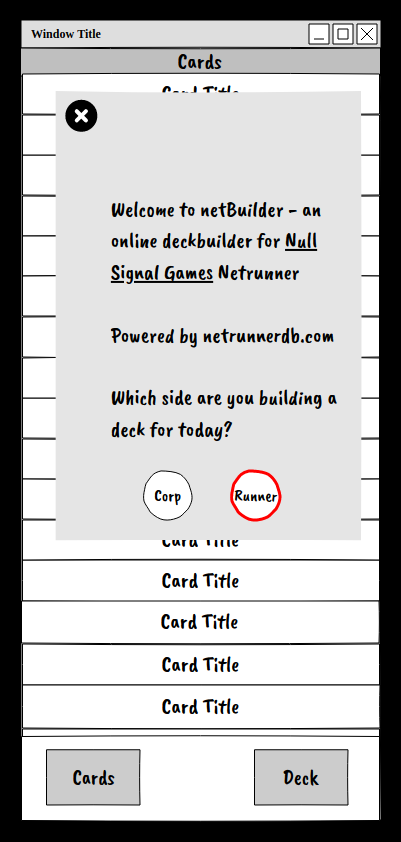 Window Title
Cards
Card Title
Welcome to netBuilder - an
online deckbuilder for Null
Signal Games Netrunner
Powered by netrunnerdb.com
Which side are you building a
deck for today?
Corp
Runner
Card Title
Card Title
Card Title
Card Title
Card Title
Cards
Deck